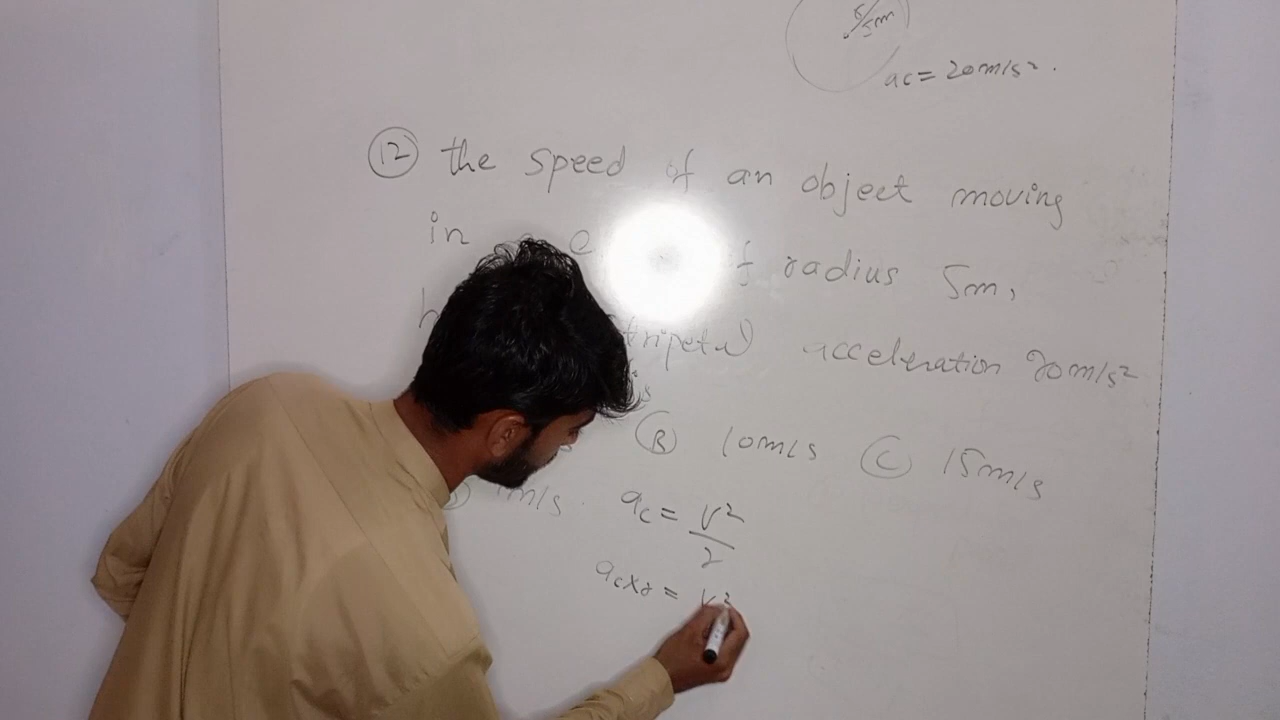 5m
ac = 20m/s².
⑫ the speed of an object moving
in radius 5m,
acceleration 20m/s²
is
Ⓑ 10m/s Ⓒ 15m/s
m/s.
ac = v²/r
ac×r = v²